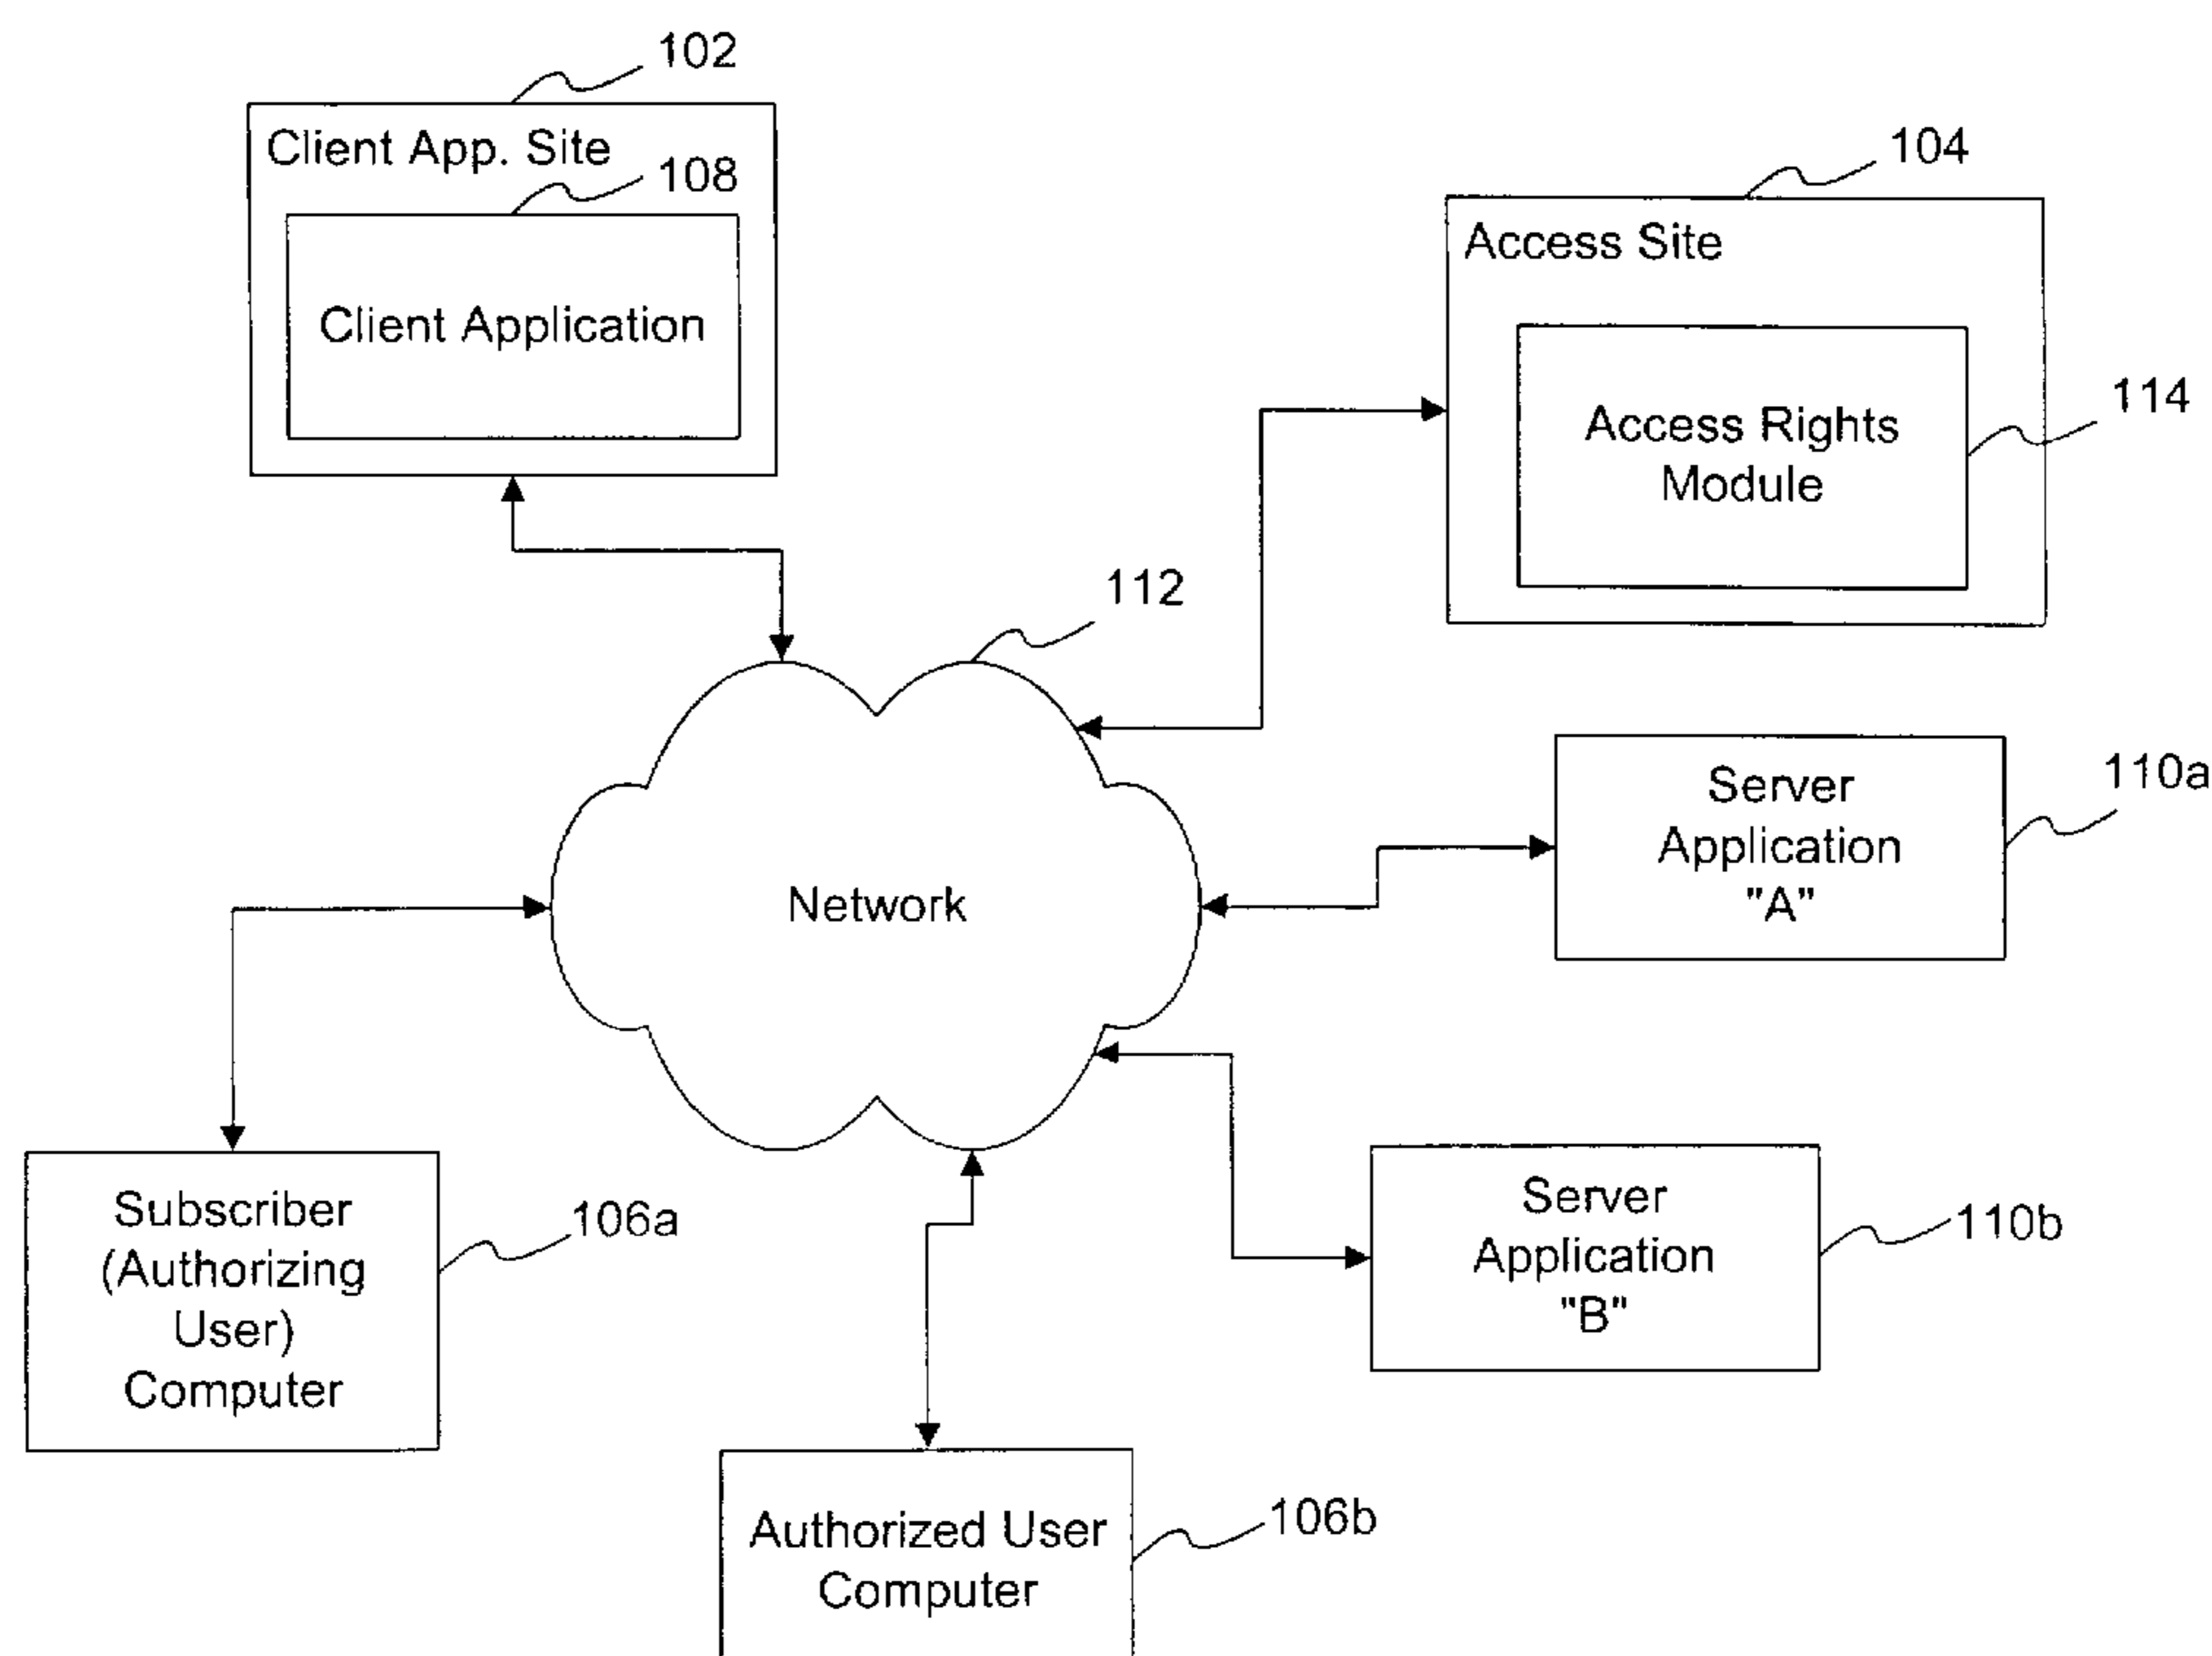 102
Client App. Site
108
Client Application
104
Access Site
114
Access Rights
Module
112
Network
Server
Application
"A"
110a
Subscriber
(Authorizing
User)
Computer
106a
Server
Application
"B"
110b
Authorized User
Computer
106b